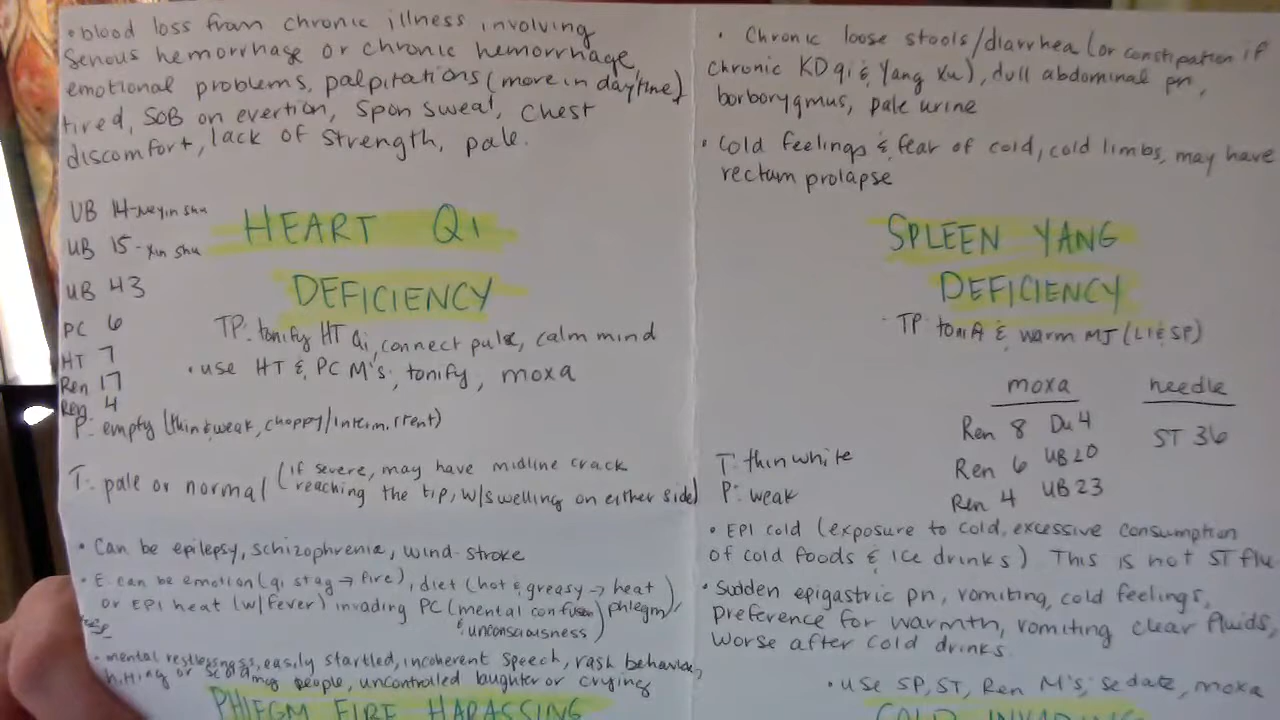 • blood loss from chronic illness involving
Serious hemorrhage or chronic hemorrhage
emotional problems, palpitations (more in daytime)
tired, SOB on evertion, Spon sweat, chest
discomfort, lack of strength, pale.
UB 14 - Jueyin shu
UB 15 - Xin shu
UB 43
PC 6
HT 7
Ren 17
Ren 4
HEART QI
DEFICIENCY
TP: tonify HT Qi, connect pulse, calm mind
• use HT & PC M's, tonify, moxa
P: empty (thin & weak, choppy/intermittent)
T: pale or normal (if severe, may have midline crack
reaching the tip, w/swelling on either side)
• Can be epilepsy, schizophrenia, wind-stroke
• E. can be emotion (qi stag → fire), diet (hot & greasy → heat)
or EPI heat (w/fever) invading PC (mental confusion
& unconsciousness) phlegm
• mental restlessness, easily startled, incoherent speech, rash behavior,
hitting or scolding people, uncontrolled laughter or crying
PHLEGM FIRE HARASSING
• Chronic loose stools/diarrhea (or constipation if
chronic KD qi & Yang Xu), dull abdominal pn,
borborygmus, pale urine
• Cold feelings & fear of cold, cold limbs, may have
rectum prolapse
SPLEEN YANG
DEFICIENCY
TP: tonify & warm MJ (LI & SP)
moxa needle
Ren 8 Du 4 ST 36
Ren 6 UB 20
Ren 4 UB 23
T: thin white
P: weak
• EPI cold (exposure to cold, excessive consumption
of cold foods & ice drinks) This is not ST flu
• Sudden epigastric pn, vomiting, cold feelings,
preference for warmth, vomiting clear fluids,
worse after cold drinks.
• use SP, ST, Ren M's, sedate, moxa
COLD INVADING